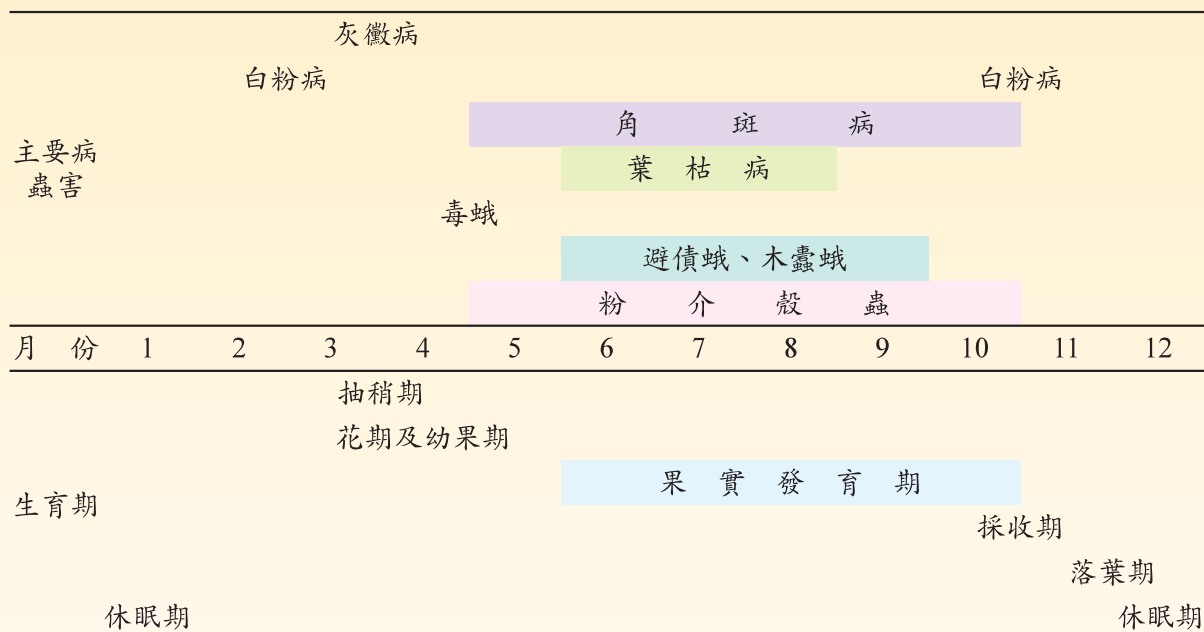 灰黴病
白粉病 白粉病
角斑病
主要病
蟲害
葉枯病
毒蛾
避債蛾、木蠹蛾
粉介殼蟲
月份 1 2 3 4 5 6 7 8 9 10 11 12
抽稍期
花期及幼果期
生育期
果實發育期
採收期
落葉期
休眠期 休眠期